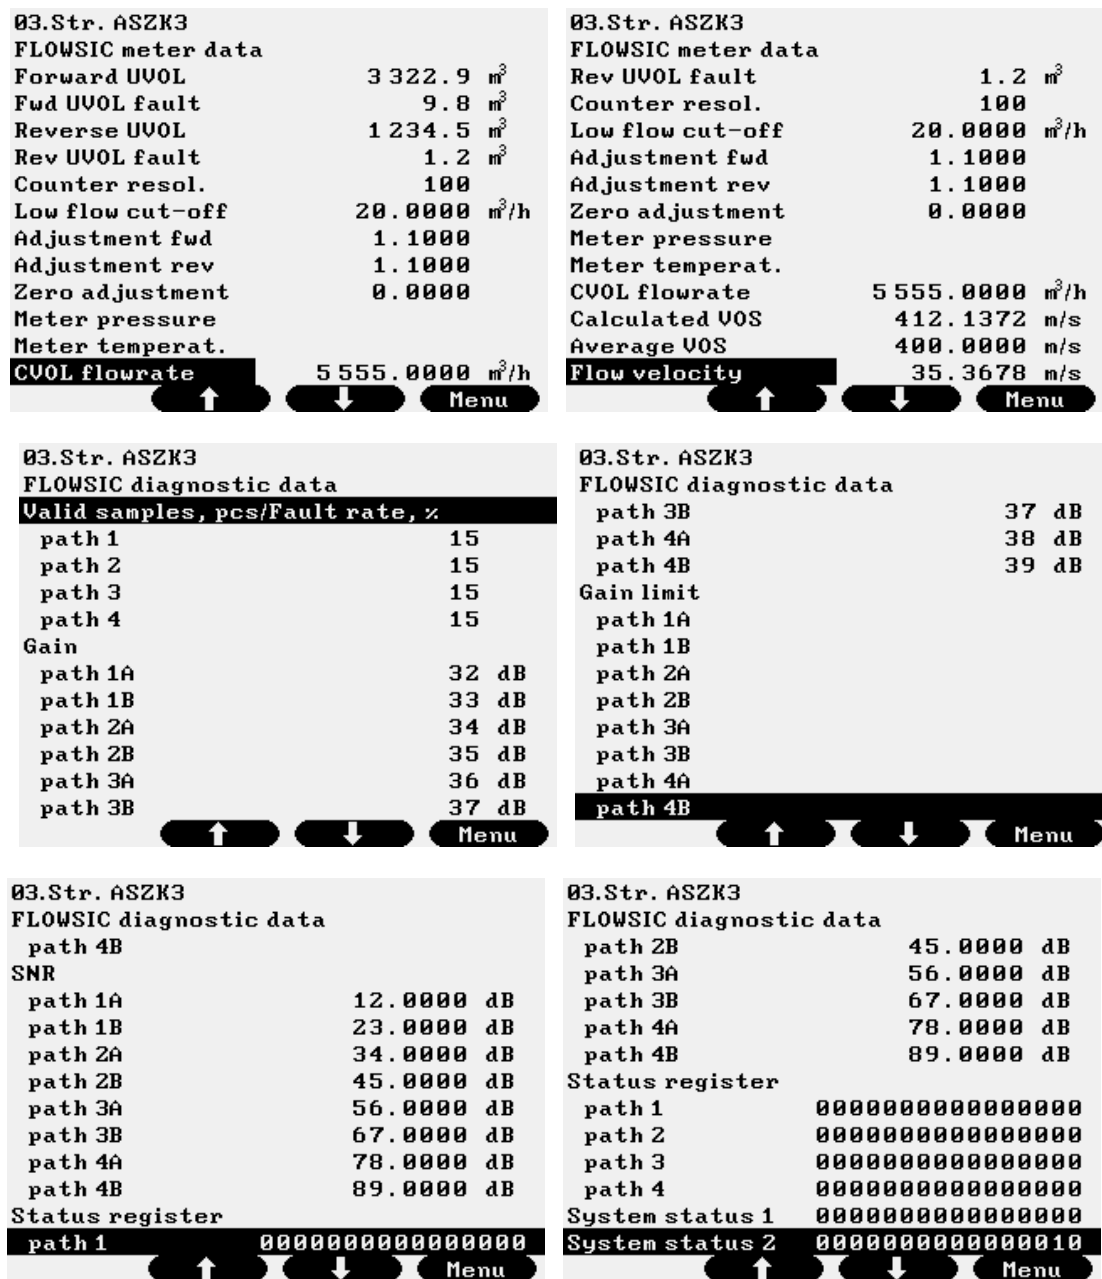 03.Str. ASZK3
FLOWSIC meter data
Forward UVOL 3 322.9 m³
Fwd UVOL fault 9.8 m³
Reverse UVOL 1 234.5 m³
Rev UVOL fault 1.2 m³
Counter resol. 100
Low flow cut-off 20.0000 m³/h
Adjustment fwd 1.1000
Adjustment rev 1.1000
Zero adjustment 0.0000
Meter pressure
Meter temperat.
CVOL flowrate 5 555.0000 m³/h
Menu
03.Str. ASZK3
FLOWSIC meter data
Rev UVOL fault 1.2 m³
Counter resol. 100
Low flow cut-off 20.0000 m³/h
Adjustment fwd 1.1000
Adjustment rev 1.1000
Zero adjustment 0.0000
Meter pressure
Meter temperat.
CVOL flowrate 5 555.0000 m³/h
Calculated VOS 412.1372 m/s
Average VOS 400.0000 m/s
Flow velocity 35.3678 m/s
Menu
03.Str. ASZK3
FLOWSIC diagnostic data
Valid samples, pcs/Fault rate, %
path 1 15
path 2 15
path 3 15
path 4 15
Gain
path 1A 32 dB
path 1B 33 dB
path 2A 34 dB
path 2B 35 dB
path 3A 36 dB
path 3B 37 dB
Menu
03.Str. ASZK3
FLOWSIC diagnostic data
path 3B 37 dB
path 4A 38 dB
path 4B 39 dB
Gain limit
path 1A
path 1B
path 2A
path 2B
path 3A
path 3B
path 4A
path 4B
Menu
03.Str. ASZK3
FLOWSIC diagnostic data
path 4B
SNR
path 1A 12.0000 dB
path 1B 23.0000 dB
path 2A 34.0000 dB
path 2B 45.0000 dB
path 3A 56.0000 dB
path 3B 67.0000 dB
path 4A 78.0000 dB
path 4B 89.0000 dB
Status register
path 1 0000000000000000
Menu
03.Str. ASZK3
FLOWSIC diagnostic data
path 2B 45.0000 dB
path 3A 56.0000 dB
path 3B 67.0000 dB
path 4A 78.0000 dB
path 4B 89.0000 dB
Status register
path 1 0000000000000000
path 2 0000000000000000
path 3 0000000000000000
path 4 0000000000000000
System status 1 0000000000000000
System status 2 0000000000000010
Menu